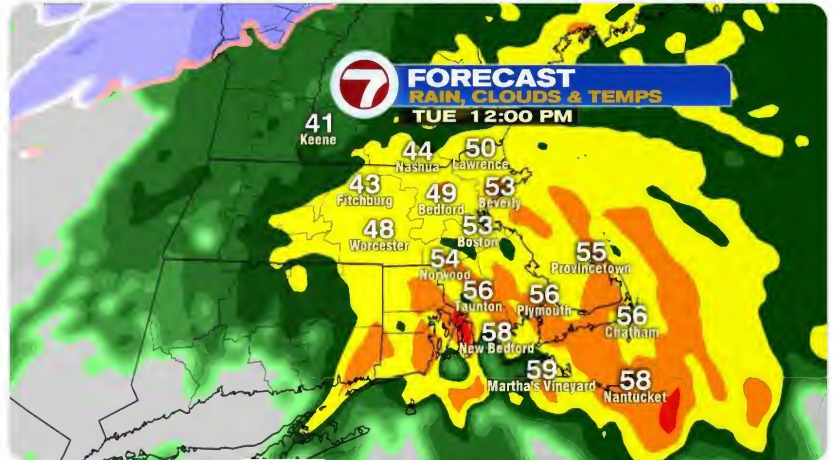 7
FORECAST
RAIN, CLOUDS & TEMPS
TUE 12:00 PM
41
Keene
44
Nashua
50
Lawrence
43
Fitchburg
49
Bedford
53
Beverly
48
Worcester
53
Boston
54
Norwood
55
Provincetown
56
Taunton
56
Plymouth
56
Chatham
58
New Bedford
59
Martha's Vineyard
58
Nantucket